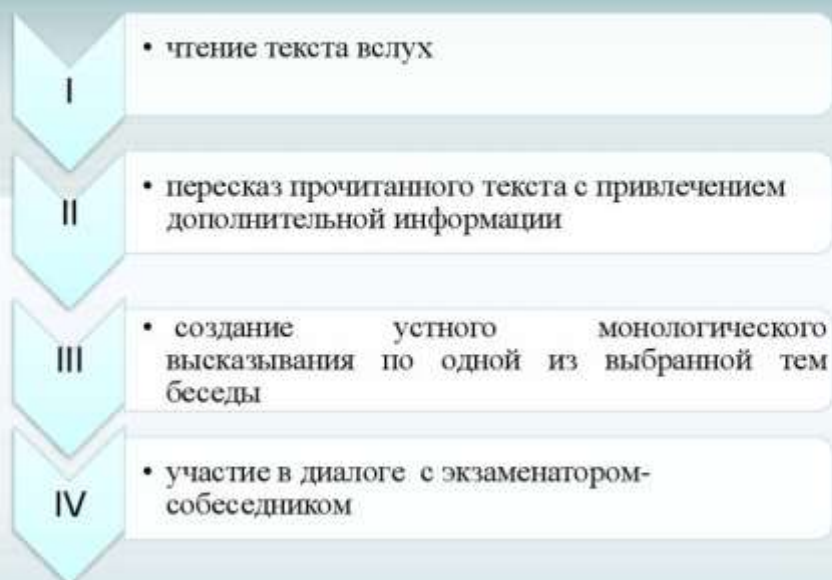 I
• чтение текста вслух
II
• пересказ прочитанного текста с привлечением
дополнительной информации
III
• создание устного монологического
высказывания по одной из выбранной тем
беседы
IV
• участие в диалоге с экзаменатором-
собеседником